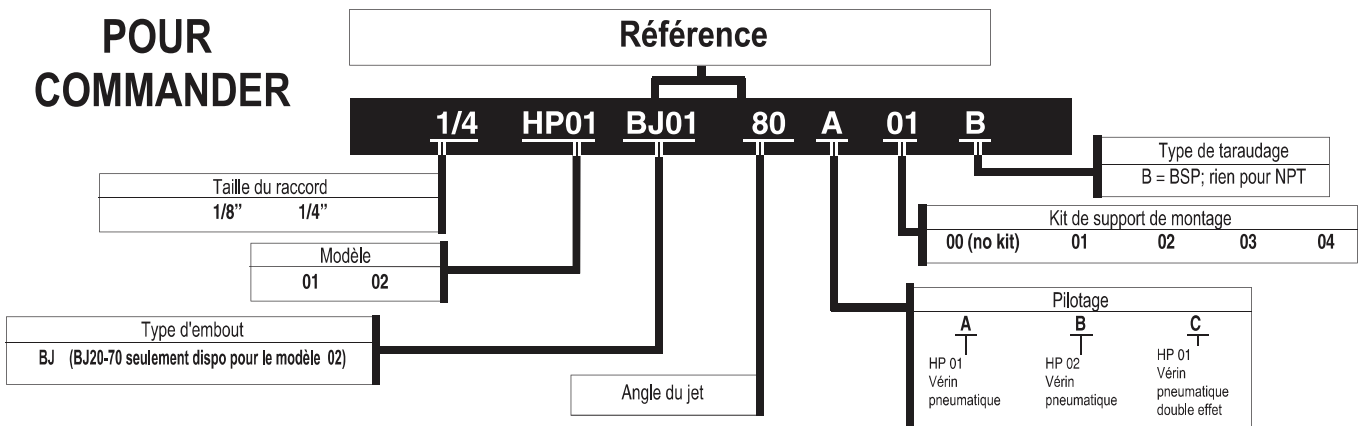 POUR
COMMANDER
Référence
1/4 HP01 BJ01 80 A 01 B
Type de taraudage
B = BSP; rien pour NPT
Taille du raccord
1/8” 1/4”
Kit de support de montage
00 (no kit) 01 02 03 04
Modèle
01 02
Pilotage
A B C
HP 01
Vérin
pneumatique
HP 02
Vérin
pneumatique
HP 01
Vérin
pneumatique
double effet
Type d'embout
BJ (BJ20-70 seulement dispo pour le modèle 02)
Angle du jet